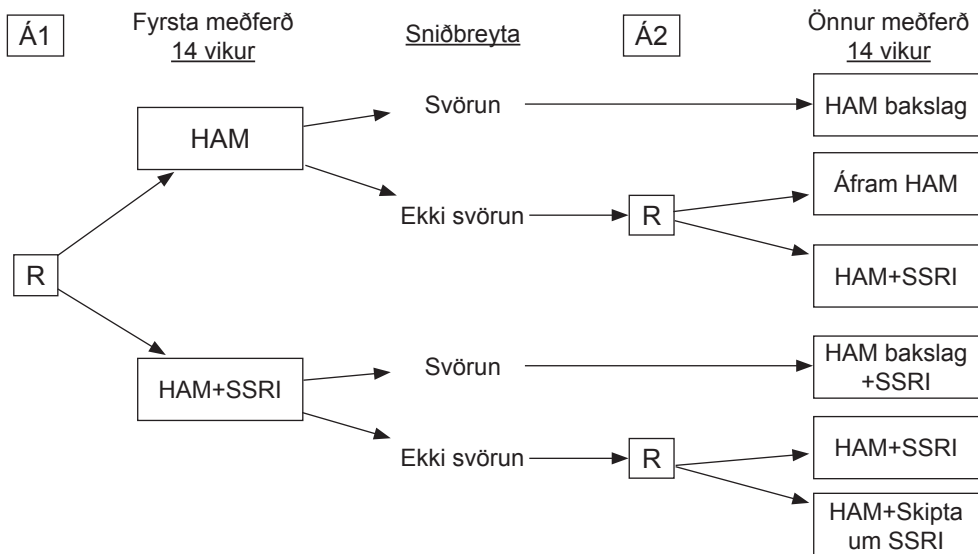 Á1
Fyrsta meðferð
14 vikur
Sniðbreyta
Á2
Önnur meðferð
14 vikur
HAM
Svörun
HAM bakslag
Ekki svörun
R
Áfram HAM
HAM+SSRI
R
HAM+SSRI
Svörun
HAM bakslag
+SSRI
Ekki svörun
R
HAM+SSRI
HAM+Skipta
um SSRI